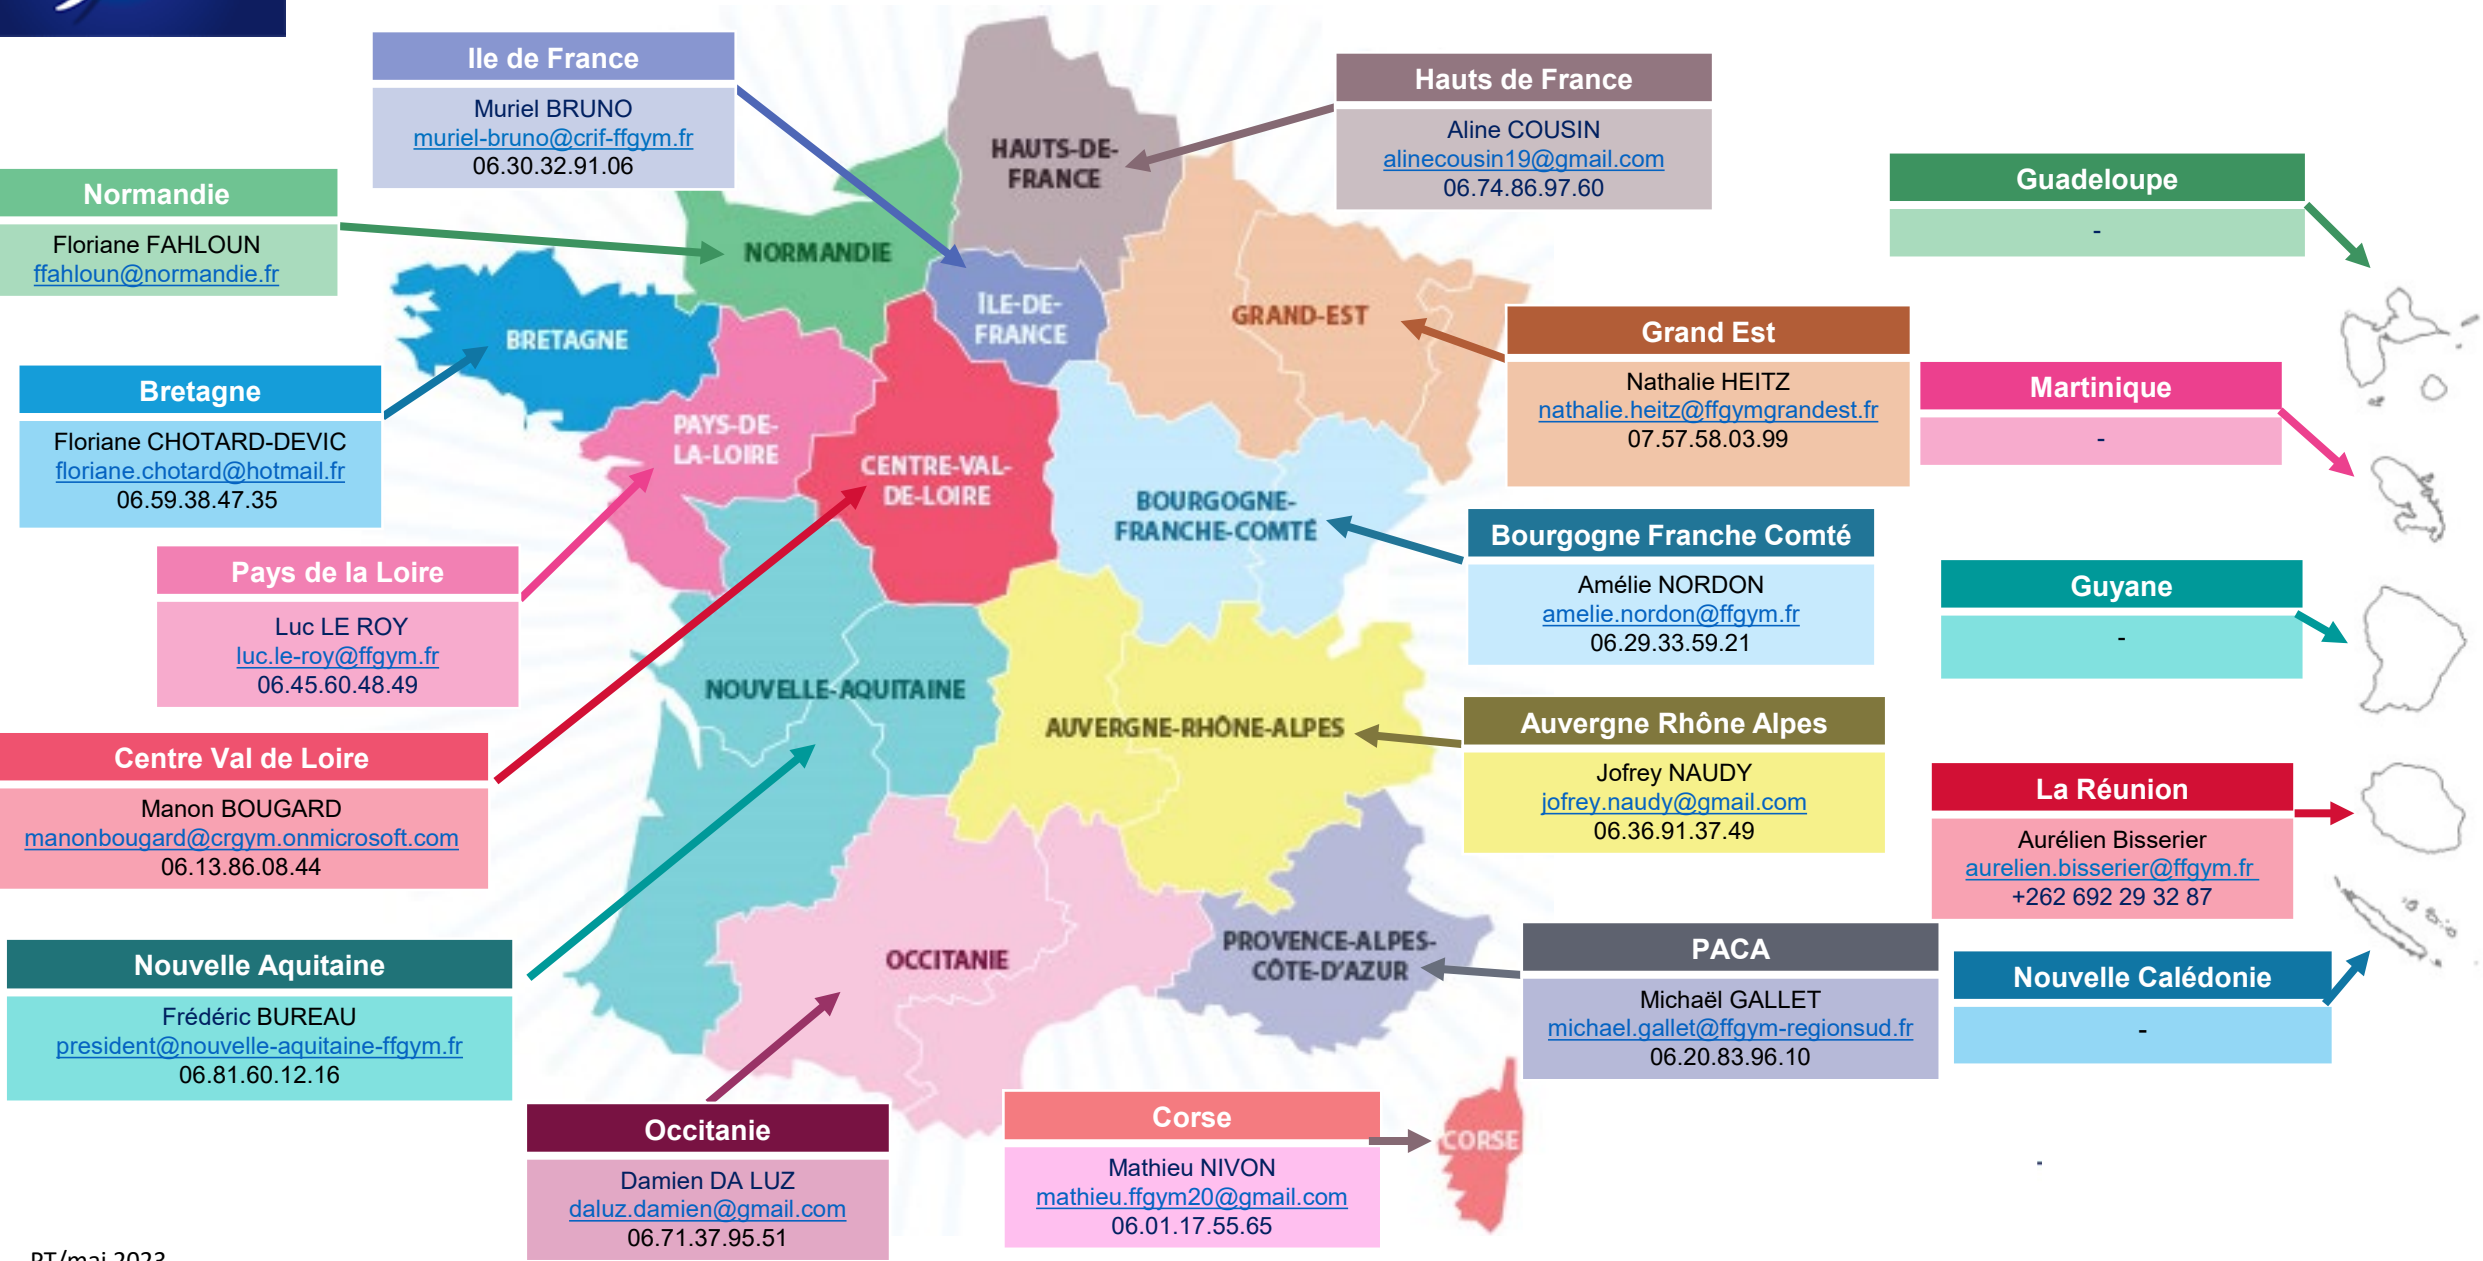 Ile de France
Muriel BRUNO
muriel-bruno@crif-ffgym.fr
06.30.32.91.06
Hauts de France
Aline COUSIN
alinecousin19@gmail.com
06.74.86.97.60
Normandie
Floriane FAHLOUN
ffahloun@normandie.fr
Guadeloupe
-
Bretagne
Floriane CHOTARD-DEVIC
floriane.chotard@hotmail.fr
06.59.38.47.35
Grand Est
Nathalie HEITZ
nathalie.heitz@ffgymgrandest.fr
07.57.58.03.99
Martinique
-
Pays de la Loire
Luc LE ROY
luc.le-roy@ffgym.fr
06.45.60.48.49
Bourgogne Franche Comté
Amélie NORDON
amelie.nordon@ffgym.fr
06.29.33.59.21
Guyane
-
Centre Val de Loire
Manon BOUGARD
manonbougard@crgym.onmicrosoft.com
06.13.86.08.44
Auvergne Rhône Alpes
Jofrey NAUDY
jofrey.naudy@gmail.com
06.36.91.37.49
La Réunion
Aurélien Bisserier
aurelien.bisserier@ffgym.fr
+262 692 29 32 87
Nouvelle Aquitaine
Frédéric BUREAU
president@nouvelle-aquitaine-ffgym.fr
06.81.60.12.16
PACA
Michaël GALLET
michael.gallet@ffgym-regionsud.fr
06.20.83.96.10
Nouvelle Calédonie
-
Occitanie
Damien DA LUZ
daluz.damien@gmail.com
06.71.37.95.51
Corse
Mathieu NIVON
mathieu.ffgym20@gmail.com
06.01.17.55.65
-
HAUTS-DE-
FRANCE
NORMANDIE
ILE-DE-
FRANCE
GRAND-EST
BRETAGNE
PAYS-DE-
LA-LOIRE
CENTRE-VAL-
DE-LOIRE
BOURGOGNE-
FRANCHE-COMTÉ
NOUVELLE-AQUITAINE
AUVERGNE-RHÔNE-ALPES
OCCITANIE
PROVENCE-ALPES-
CÔTE-D'AZUR
CORSE
PT/mai 2023